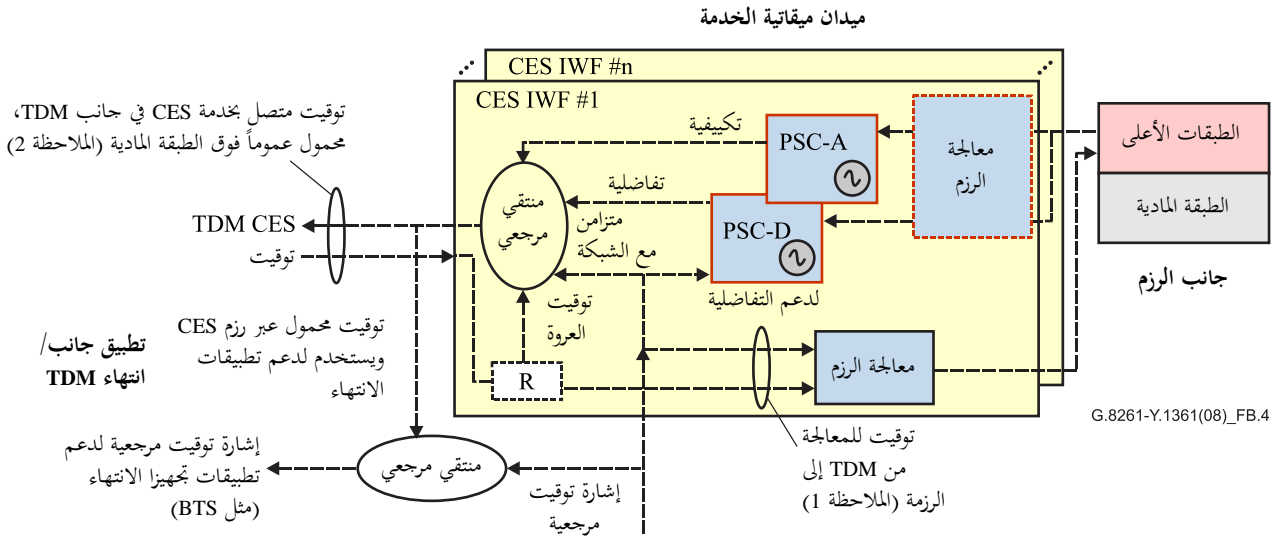 ميدان ميقاتية الخدمة
CES IWF #n
CES IWF #1
توقيت متصل بخدمة CES في جانب TDM،
محمول عموماً فوق الطبقة المادية (الملاحظة 2)
تكييفية
PSC-A
معالجة
الرزم
الطبقات الأعلى
الطبقة المادية
جانب الرزم
منتقي
مرجعي
تفاضلية
متزامن
مع الشبكة
PSC-D
TDM CES
توقيت
لدعم التفاضلية
توقيت
العروة
تطبيق جانب/
انتهاء TDM
توقيت محمول عبر رزم CES
ويستخدم لدعم تطبيقات
الانتهاء
R
معالجة الرزم
G.8261-Y.1361(08)_FB.4
إشارة توقيت مرجعية لدعم
تطبيقات تجهيزا الانتهاء
(مثل BTS)
منتقي مرجعي
إشارة توقيت
مرجعية
توقيت للمعالجة
من TDM إلى
الرزمة (الملاحظة 1)